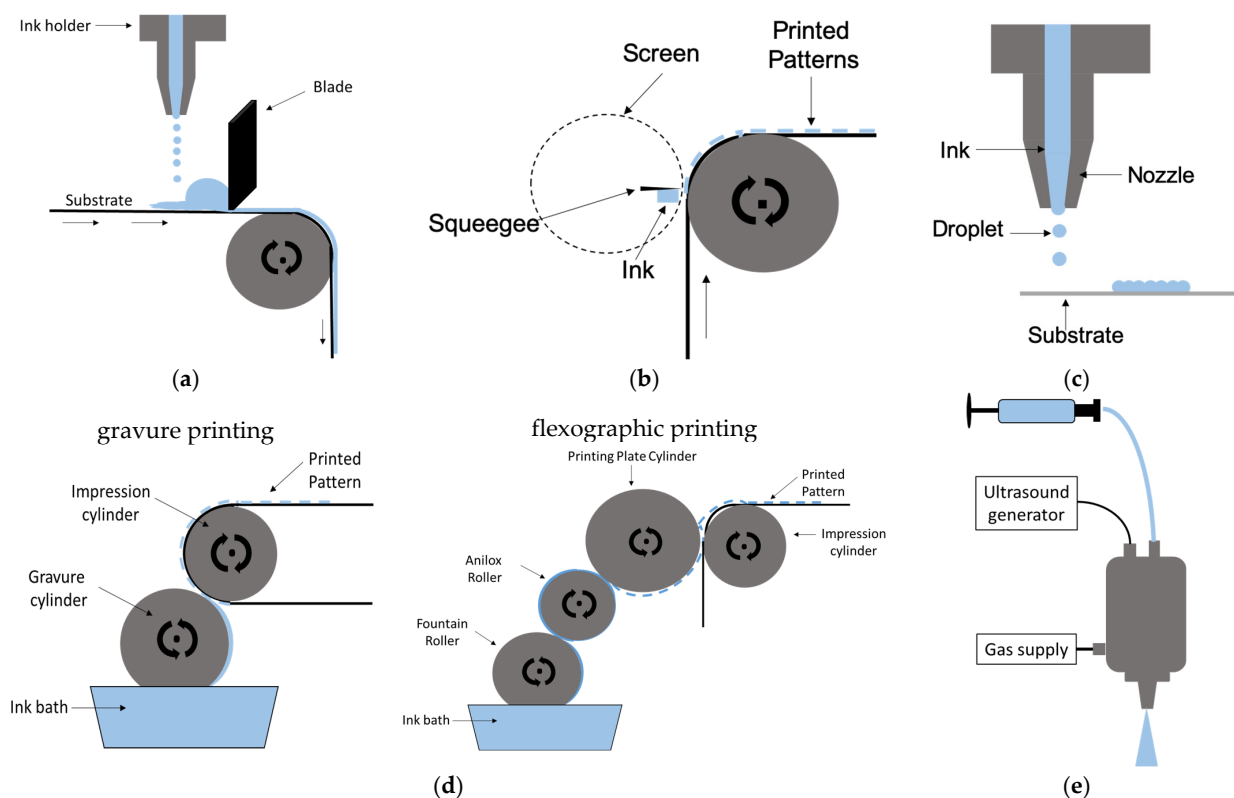 Ink holder
Blade
Substrate
(a)
Screen
Printed
Patterns
Squeegee
Ink
(b)
Ink
Nozzle
Droplet
Substrate
(c)
gravure printing
Printed
Pattern
Impression
cylinder
Gravure
cylinder
Ink bath
flexographic printing
Printing Plate Cylinder
Printed
Pattern
Impression
cylinder
Anilox
Roller
Fountain
Roller
Ink bath
(d)
Ultrasound
generator
Gas supply
(e)